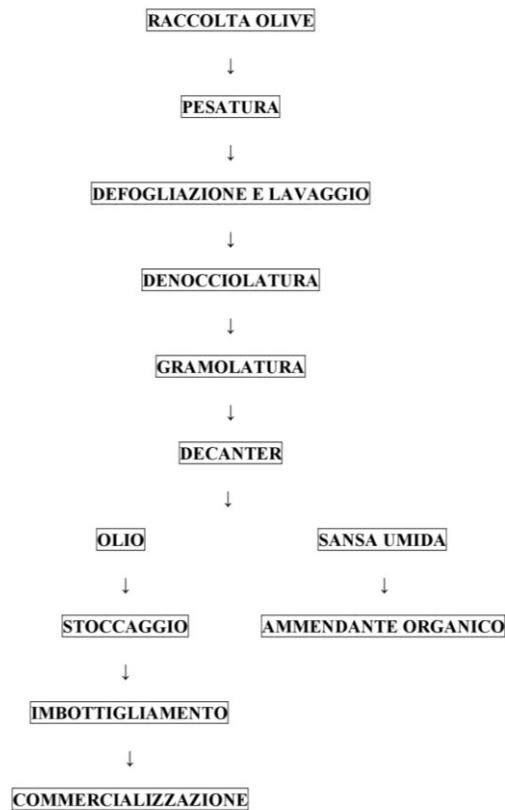 RACCOLTA OLIVE
↓
PESATURA
↓
DEFOGLIAZIONE E LAVAGGIO
↓
DENOCCIOLATURA
↓
GRAMOLATURA
↓
DECANTER
↓
OLIO SANSA UMIDA
↓ ↓
STOCCAGGIO AMMENDANTE ORGANICO
↓
IMBOTTIGLIAMENTO
↓
COMMERCIALIZZAZIONE